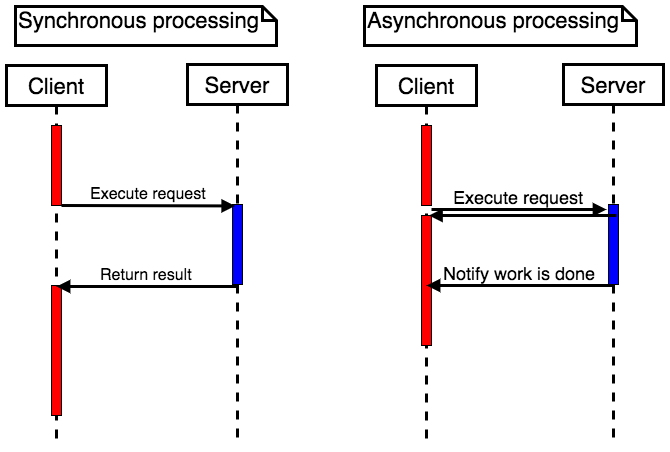 Synchronous processing
Asynchronous processing
Client
Server
Client
Server
Execute request
Execute request
Return result
Notify work is done